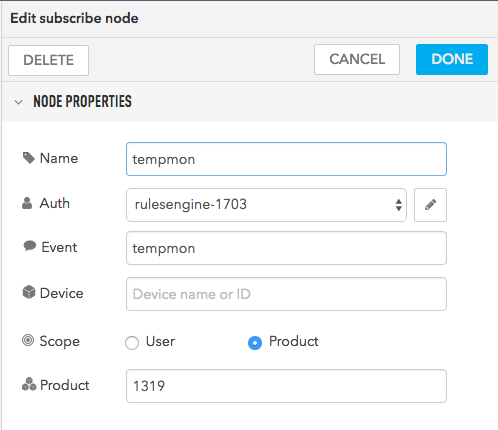 Edit subscribe node
DELETE CANCEL DONE
NODE PROPERTIES
Name tempmon
Auth rulesengine-1703
Event tempmon
Device Device name or ID
Scope User Product
Product 1319